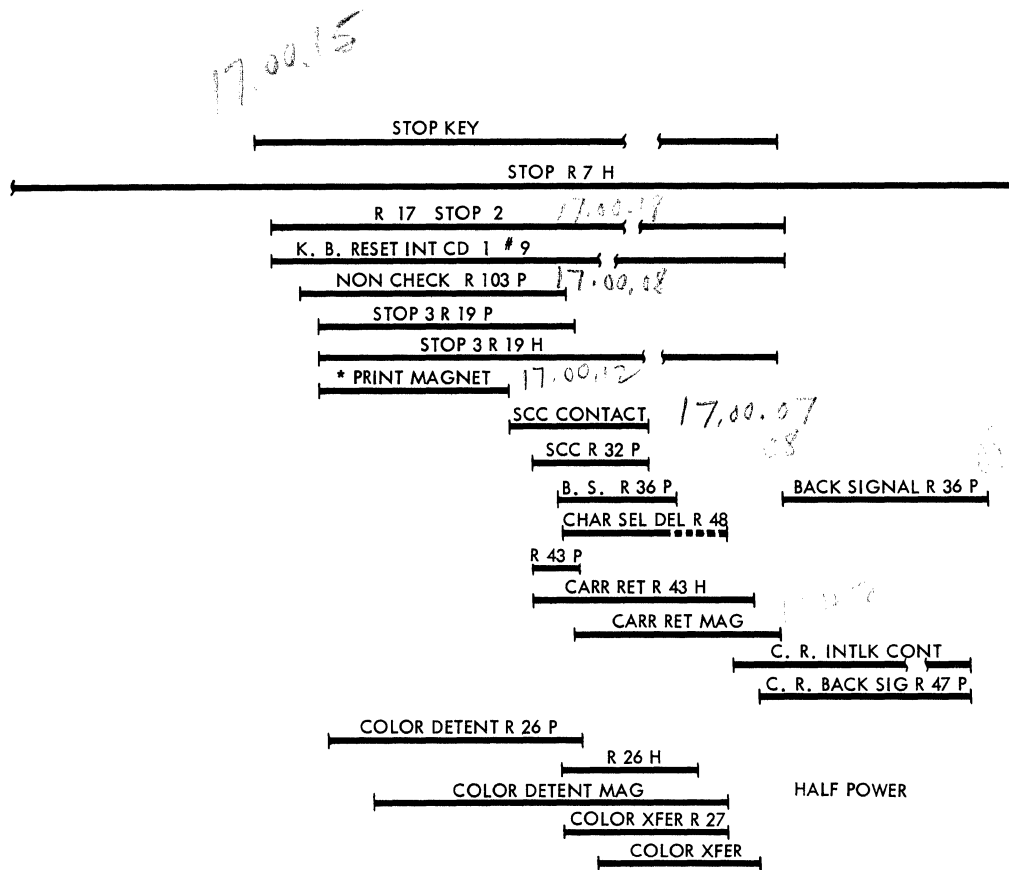 17.00.15
STOP KEY
STOP R 7 H
R 17 STOP 2 17.00.18
K. B. RESET INT CD 1 # 9
NON CHECK R 103 P 17.00.08
STOP 3 R 19 P
STOP 3 R 19 H
* PRINT MAGNET 17.00.12
SCC CONTACT 17.00.07
08
SCC R 32 P
B. S. R 36 P BACK SIGNAL R 36 P
CHAR SEL DEL R 48
R 43 P
CARR RET R 43 H
CARR RET MAG
C. R. INTLK CONT
C. R. BACK SIG R 47 P
COLOR DETENT R 26 P
R 26 H
COLOR DETENT MAG HALF POWER
COLOR XFER R 27
COLOR XFER